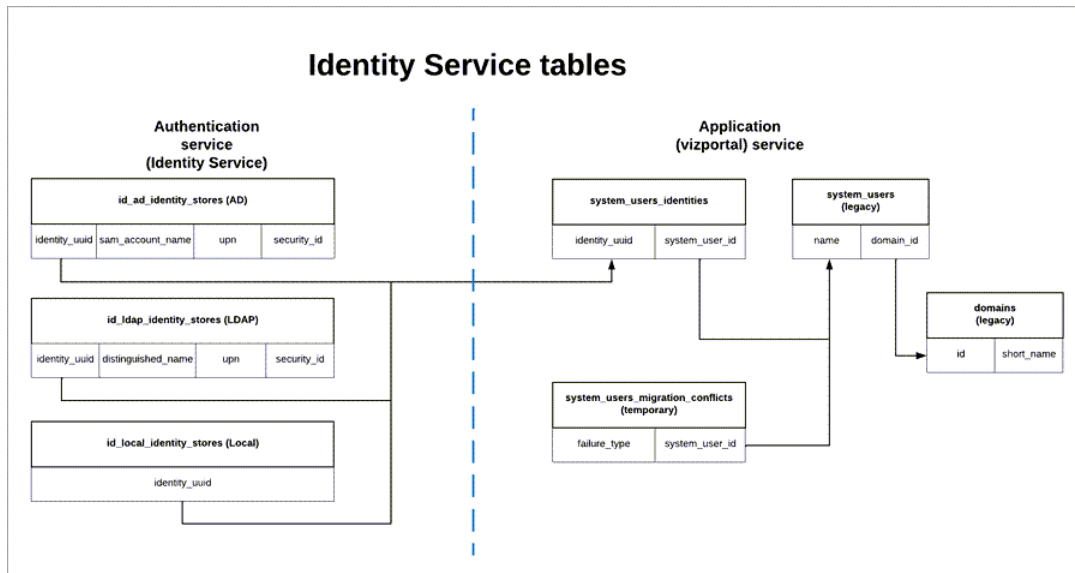 Identity Service tables
Authentication
service
(Identity Service)
id_ad_identity_stores (AD)
identity_uuid sam_account_name upn security_id
id_ldap_identity_stores (LDAP)
identity_uuid distinguished_name upn security_id
id_local_identity_stores (Local)
identity_uuid
Application
(vizportal) service
system_users_identities
identity_uuid system_user_id
system_users
(legacy)
name domain_id
domains
(legacy)
id short_name
system_users_migration_conflicts
(temporary)
failure_type system_user_id